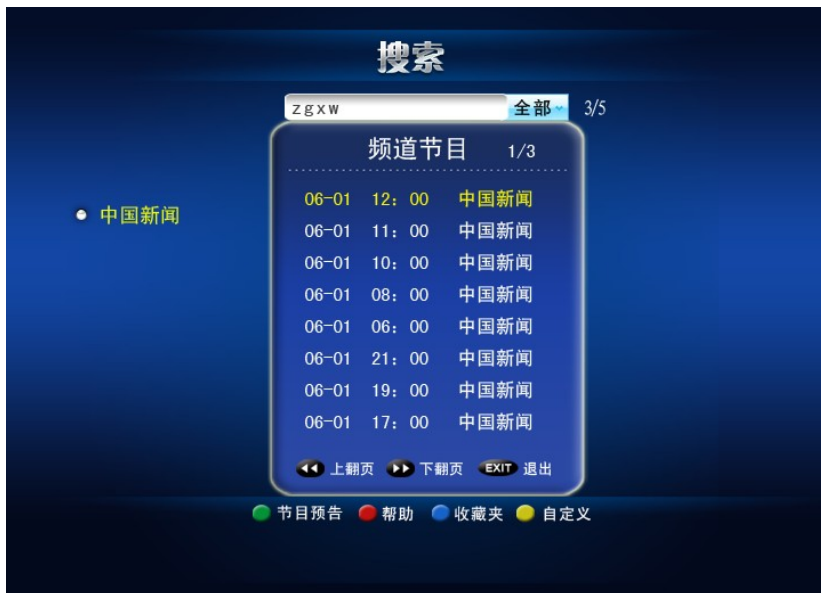 搜索
zgxw 全部 3/5
频道节目 1/3
中国新闻
06-01 12：00 中国新闻
06-01 11：00 中国新闻
06-01 10：00 中国新闻
06-01 08：00 中国新闻
06-01 06：00 中国新闻
06-01 21：00 中国新闻
06-01 19：00 中国新闻
06-01 17：00 中国新闻
上翻页 下翻页 EXIT 退出
节目预告 帮助 收藏夹 自定义